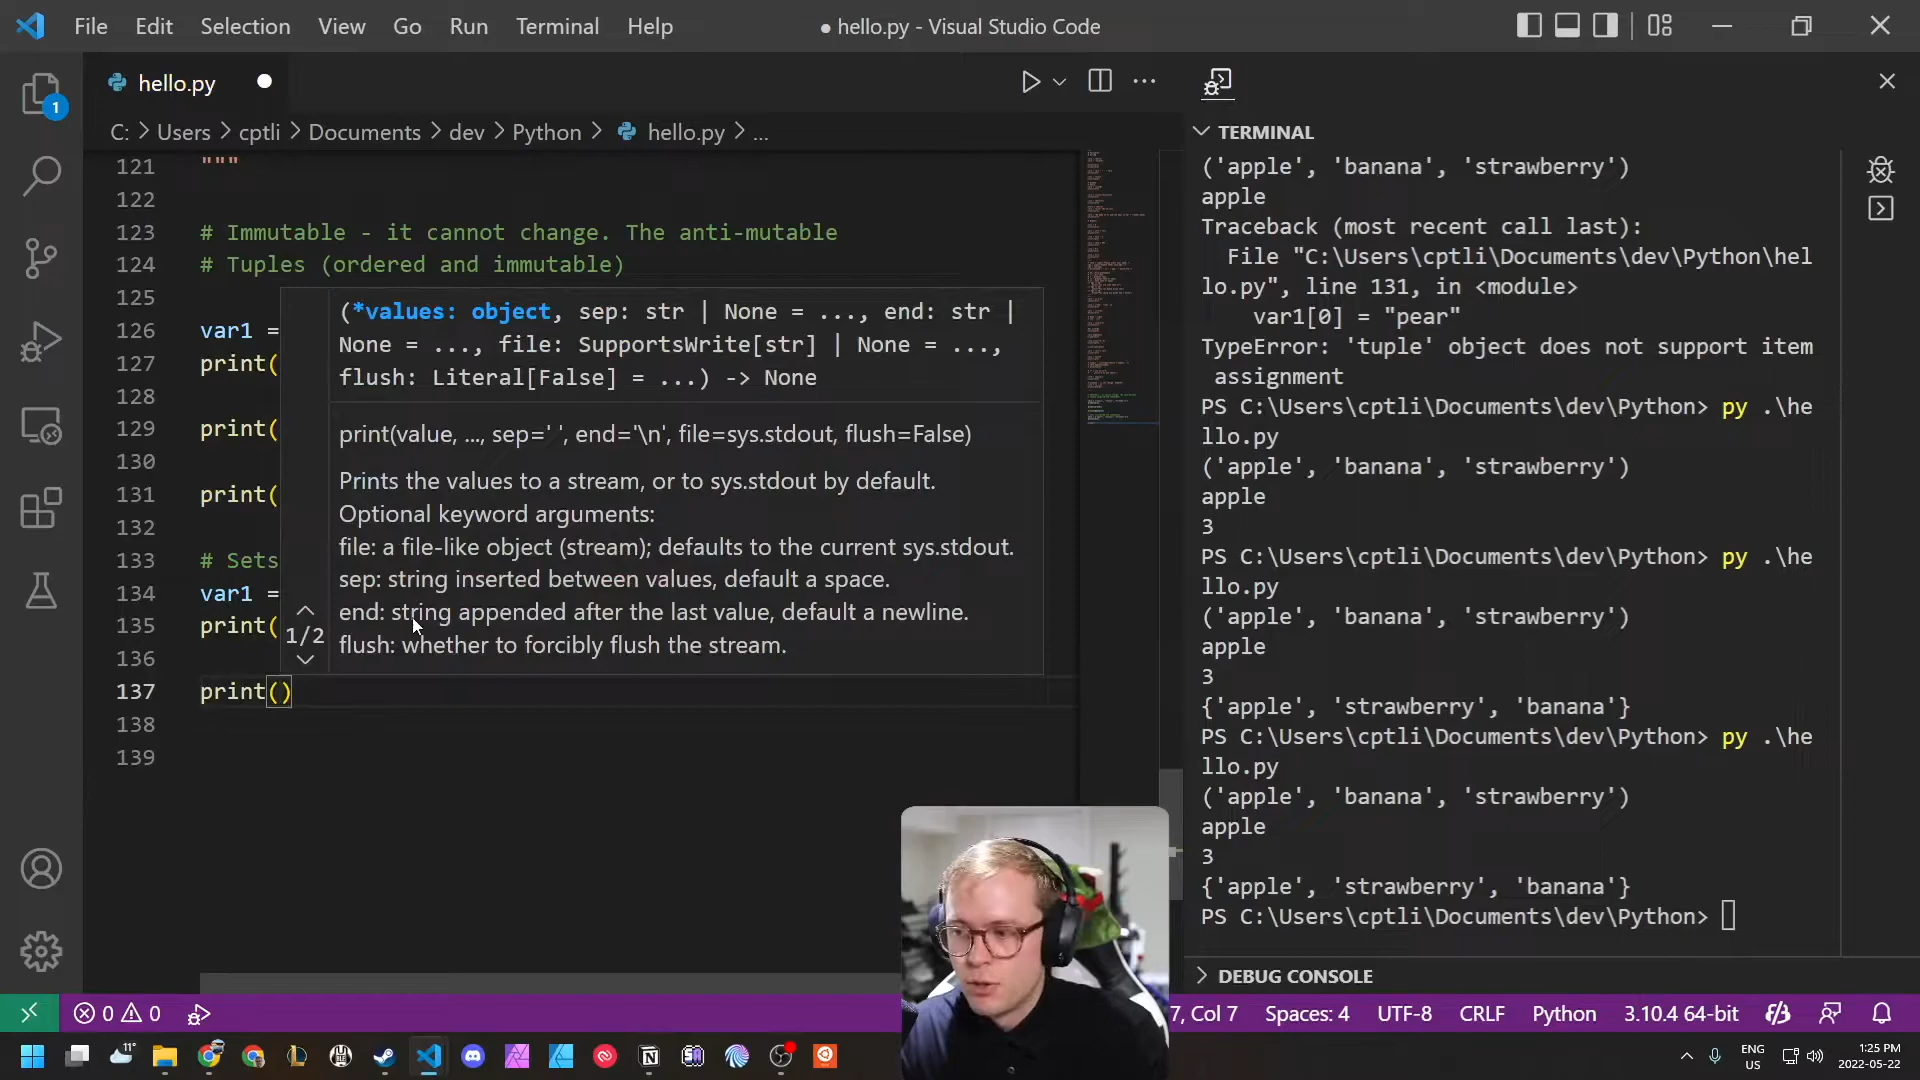 File Edit Selection View Go Run Terminal Help
● hello.py - Visual Studio Code
hello.py
C: > Users > cptli > Documents > dev > Python > hello.py > ...
121 """
122
123 # Immutable - it cannot change. The anti-mutable
124 # Tuples (ordered and immutable)
125
126 var1 =
127 print(
128
129 print(
130
131 print(
132
133 # Sets
134 var1 =
135 print(
136
137 print()
138
139
(*values: object, sep: str | None = ..., end: str |
None = ..., file: SupportsWrite[str] | None = ...,
flush: Literal[False] = ...) -> None
print(value, ..., sep=' ', end='\n', file=sys.stdout, flush=False)
Prints the values to a stream, or to sys.stdout by default.
Optional keyword arguments:
file: a file-like object (stream); defaults to the current sys.stdout.
sep: string inserted between values, default a space.
end: string appended after the last value, default a newline.
flush: whether to forcibly flush the stream.
1/2
TERMINAL
('apple', 'banana', 'strawberry')
apple
Traceback (most recent call last):
  File "C:\Users\cptli\Documents\dev\Python\hel
lo.py", line 131, in <module>
    var1[0] = "pear"
TypeError: 'tuple' object does not support item
 assignment
PS C:\Users\cptli\Documents\dev\Python> py .\he
llo.py
('apple', 'banana', 'strawberry')
apple
3
PS C:\Users\cptli\Documents\dev\Python> py .\he
llo.py
('apple', 'banana', 'strawberry')
apple
3
{'apple', 'strawberry', 'banana'}
PS C:\Users\cptli\Documents\dev\Python> py .\he
llo.py
('apple', 'banana', 'strawberry')
apple
3
{'apple', 'strawberry', 'banana'}
PS C:\Users\cptli\Documents\dev\Python>
DEBUG CONSOLE
1
0 0
7, Col 7 Spaces: 4 UTF-8 CRLF Python 3.10.4 64-bit
11°
ENG
US
1:25 PM
2022-05-22